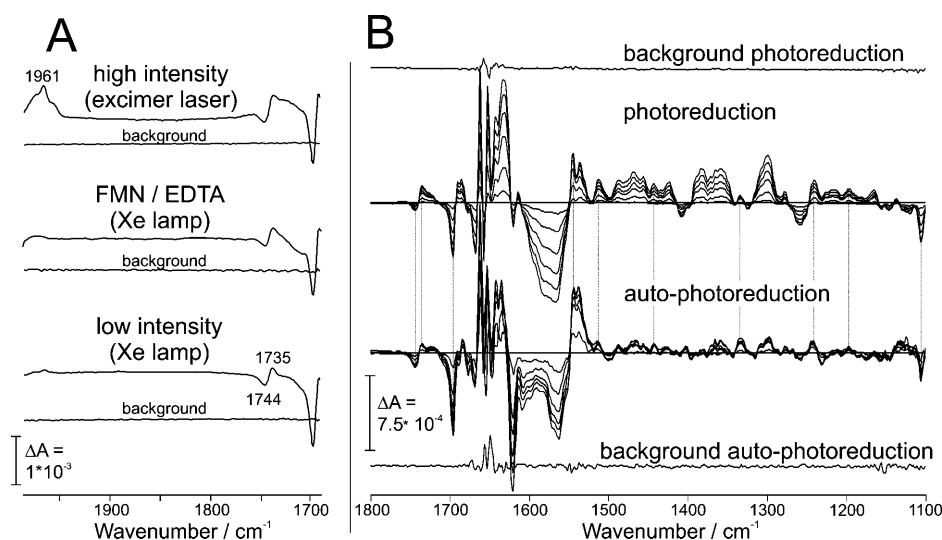 A
1961
high intensity
(excimer laser)
background
FMN / EDTA
(Xe lamp)
background
low intensity
(Xe lamp)
1735
1744
background
ΔA =
1*10⁻³
1900 1800 1700
Wavenumber / cm⁻¹
B
background photoreduction
photoreduction
auto-photoreduction
ΔA =
7.5* 10⁻⁴
background auto-photoreduction
1800 1700 1600 1500 1400 1300 1200 1100
Wavenumber / cm⁻¹